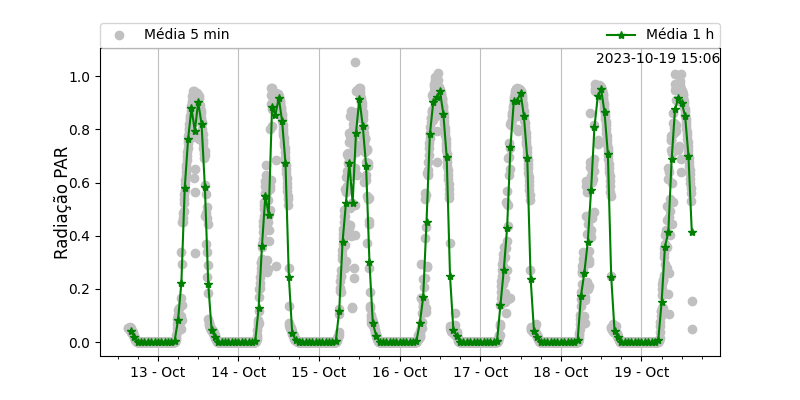 Média 5 min
Média 1 h
2023-10-19 15:06
Radiação PAR
1.0
0.8
0.6
0.4
0.2
0.0
13 - Oct
14 - Oct
15 - Oct
16 - Oct
17 - Oct
18 - Oct
19 - Oct